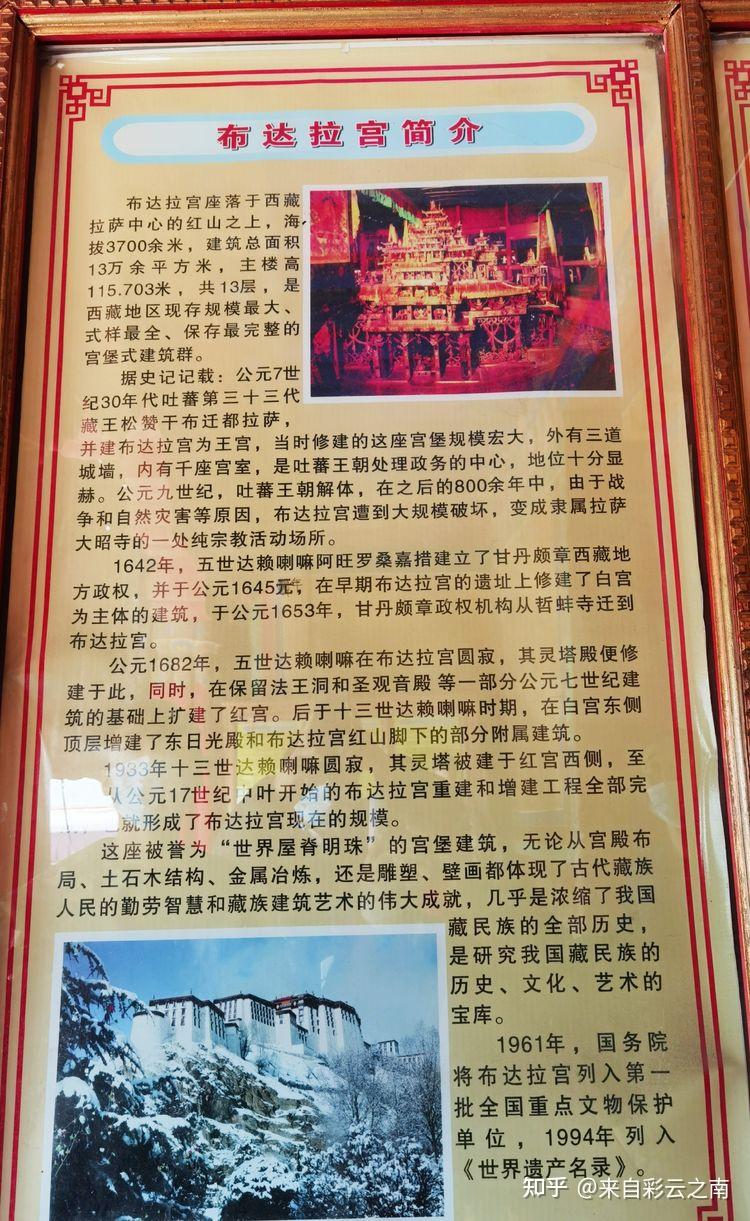 布达拉宫简介
布达拉宫座落于西藏
拉萨中心的红山之上，海
拔3700余米，建筑总面积
13万余平方米，主楼高
115.703米，共13层，是
西藏地区现存规模最大、
式样最全、保存最完整的
宫堡式建筑群。
据史记记载：公元7世
纪30年代吐蕃第三十三代
藏王松赞干布迁都拉萨，
并建布达拉宫为王宫，当时修建的这座宫堡规模宏大，外有三道
城墙，内有千座宫室，是吐蕃王朝处理政务的中心，地位十分显
赫。公元九世纪，吐蕃王朝解体，在之后的800余年中，由于战
争和自然灾害等原因，布达拉宫遭到大规模破坏，变成隶属拉萨
大昭寺的一处纯宗教活动场所。
1642年，五世达赖喇嘛阿旺罗桑嘉措建立了甘丹颇章西藏地
方政权，并于公元1645年，在早期布达拉宫的遗址上修建了白宫
为主体的建筑，于公元1653年，甘丹颇章政权机构从哲蚌寺迁到
布达拉宫。
公元1682年，五世达赖喇嘛在布达拉宫圆寂，其灵塔殿便修
建于此，同时，在保留法王洞和圣观音殿 等一部分公元七世纪建
筑的基础上扩建了红宫。后于十三世达赖喇嘛时期，在白宫东侧
顶层增建了东日光殿和布达拉宫红山脚下的部分附属建筑。
1933年十三世达赖喇嘛圆寂，其灵塔被建于红宫西侧，至
从公元17世纪中叶开始的布达拉宫重建和增建工程全部完
就形成了布达拉宫现在的规模。
这座被誉为“世界屋脊明珠”的宫堡建筑，无论从宫殿布
局、土石木结构、金属冶炼，还是雕塑、壁画都体现了古代藏族
人民的勤劳智慧和藏族建筑艺术的伟大成就，几乎是浓缩了我国
藏民族的全部历史，
是研究我国藏民族的
历史、文化、艺术的
宝库。
1961年，国务院
将布达拉宫列入第一
批全国重点文物保护
单位，1994年列入
《世界遗产名录》。
知乎 @来自彩云之南